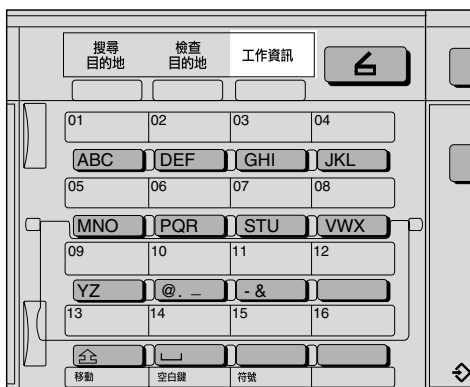 搜尋
目的地
檢查
目的地
工作資訊
01 02 03 04
ABC DEF GHI JKL
05 06 07 08
MNO PQR STU VWX
09 10 11 12
YZ @. _ - &
13 14 15 16
移動 空白鍵 符號